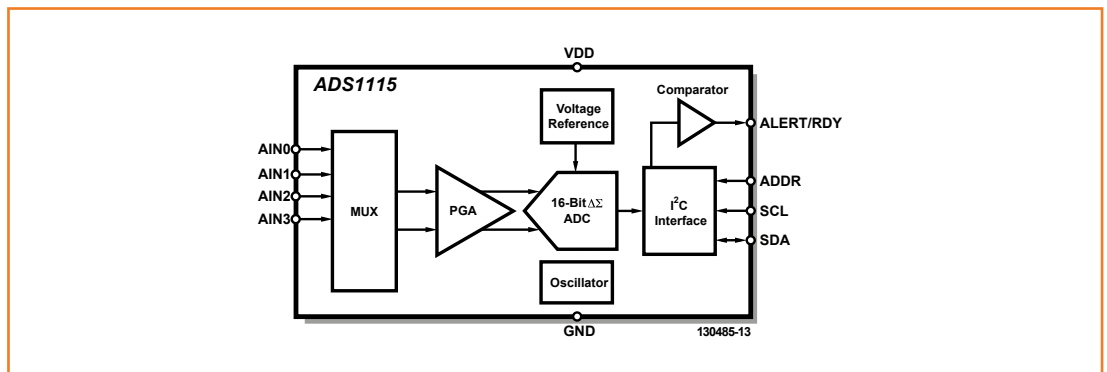 VDD
ADS1115
Comparator
Voltage
Reference
ALERT/RDY
AIN0
AIN1
AIN2
AIN3
MUX
PGA
16-Bit ΔΣ
ADC
I²C
Interface
ADDR
SCL
SDA
Oscillator
GND
130485-13